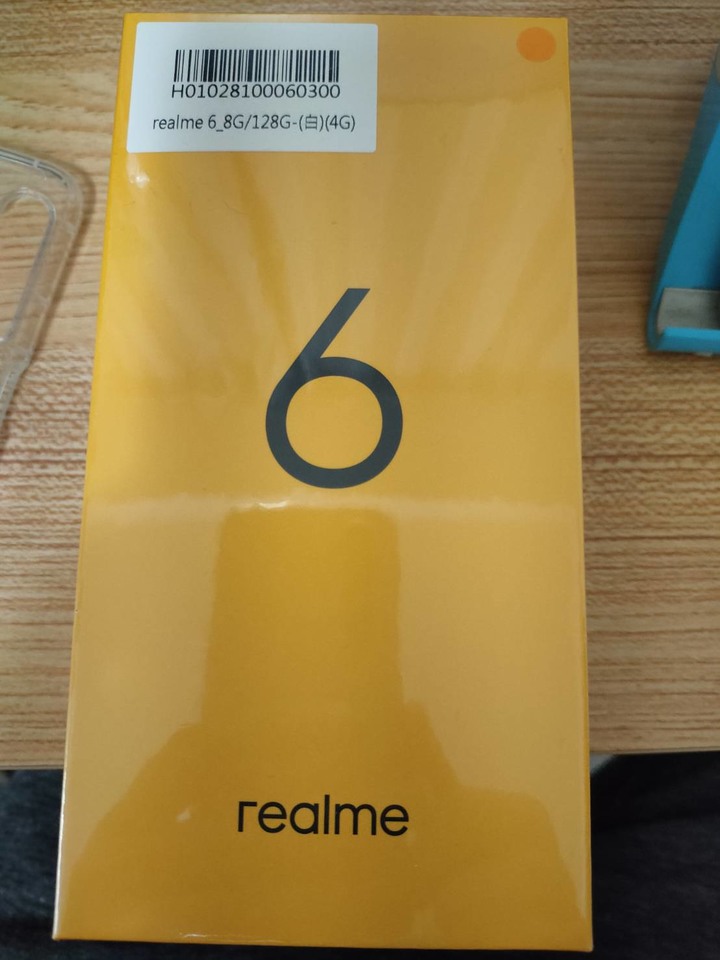 H01028100060300
realme 6_8G/128G-(白)(4G)
6
realme